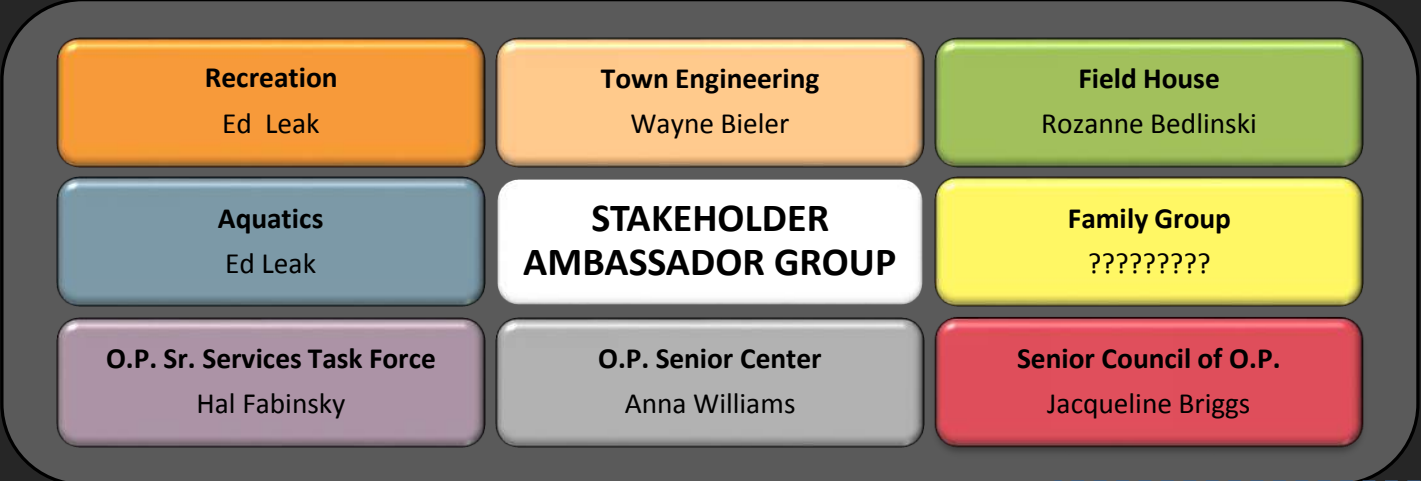 Recreation
Ed Leak
Town Engineering
Wayne Bieler
Field House
Rozanne Bedlinski
Aquatics
Ed Leak
STAKEHOLDER
AMBASSADOR GROUP
Family Group
?????????
O.P. Sr. Services Task Force
Hal Fabinsky
O.P. Senior Center
Anna Williams
Senior Council of O.P.
Jacqueline Briggs